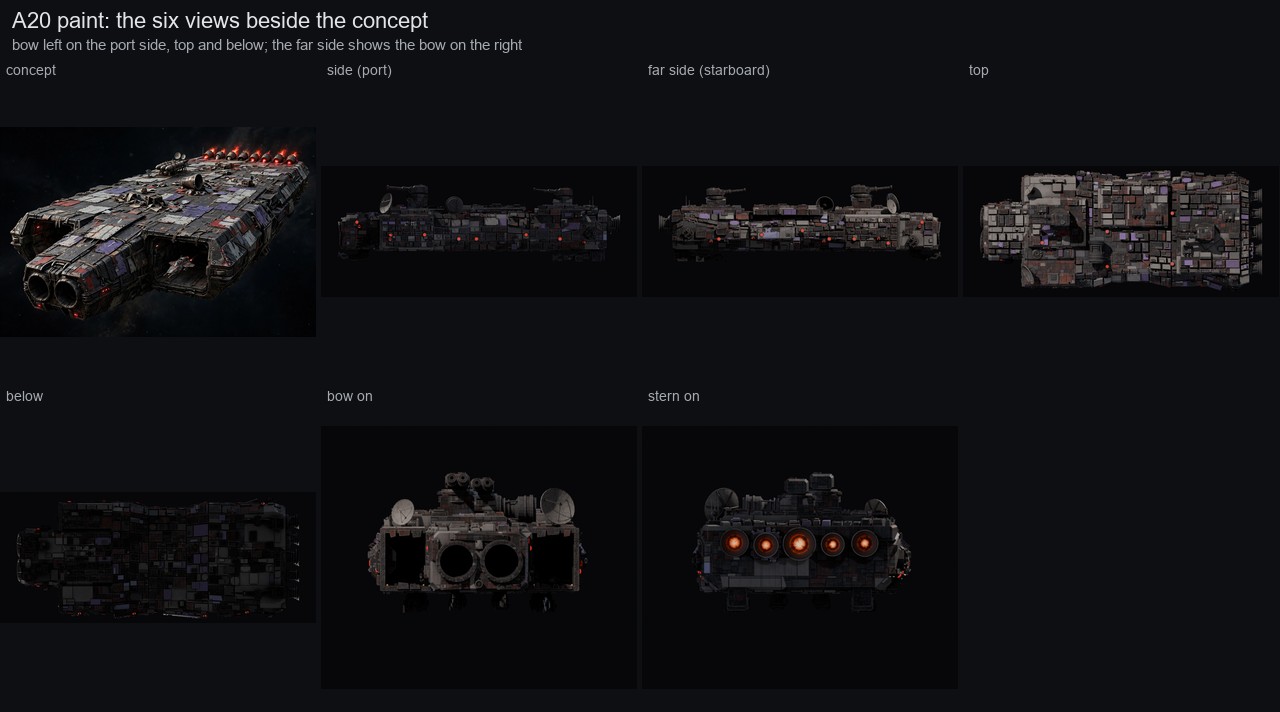 A20 paint: the six views beside the concept
bow left on the port side, top and below; the far side shows the bow on the right
concept
side (port)
far side (starboard)
top
below
bow on
stern on